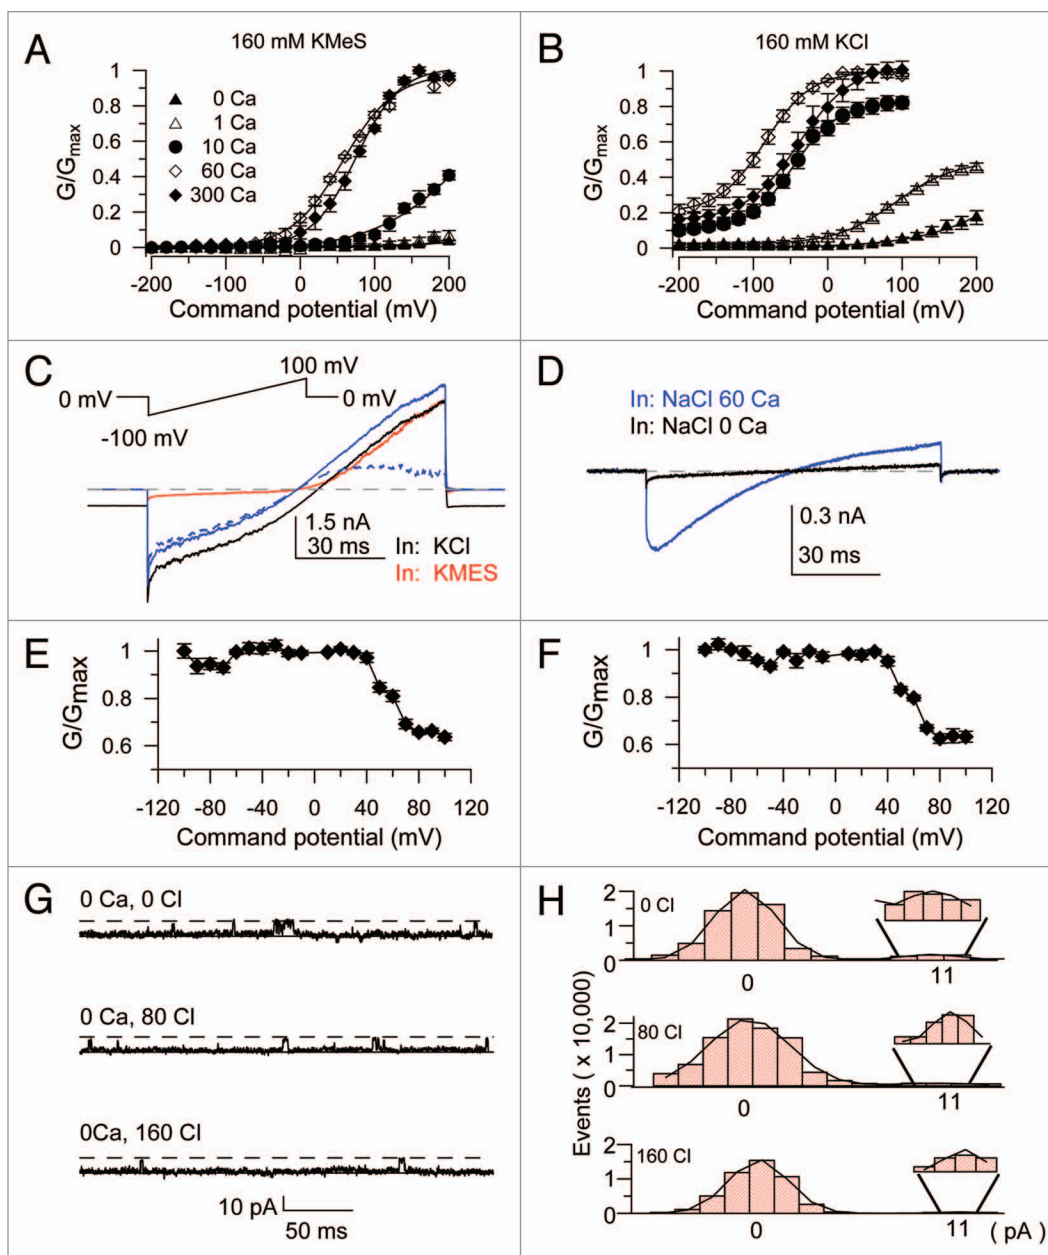 A
160 mM KMeS
G/Gmax
1
0.8
0.6
0.4
0.2
0
0 Ca
1 Ca
10 Ca
60 Ca
300 Ca
-200
-100
0
100
200
Command potential (mV)
B
160 mM KCl
G/Gmax
1
0.8
0.6
0.4
0.2
0
-200
-100
0
100
200
Command potential (mV)
C
100 mV
0 mV
0 mV
-100 mV
1.5 nA
30 ms
In: KCl
In: KMES
D
In: NaCl 60 Ca
In: NaCl 0 Ca
0.3 nA
30 ms
E
G/Gmax
1
0.8
0.6
-120
-80
-40
0
40
80
120
Command potential (mV)
F
G/Gmax
1
0.8
0.6
-120
-80
-40
0
40
80
120
Command potential (mV)
G
0 Ca, 0 Cl
0 Ca, 80 Cl
0Ca, 160 Cl
10 pA
50 ms
H
Events ( x 10,000)
2
1
0
0 Cl
0
11
2
1
0
80 Cl
0
11
2
1
0
160 Cl
0
11
( pA)